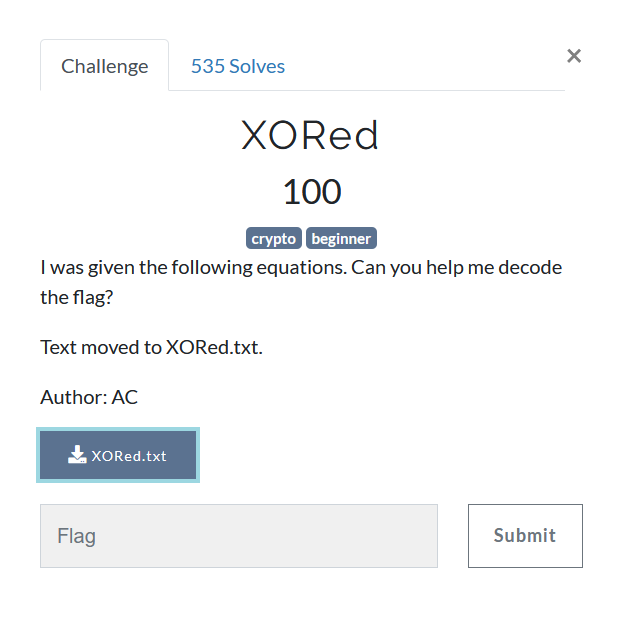 Challenge
535 Solves
×
XORed
100
crypto beginner
I was given the following equations. Can you help me decode
the flag?
Text moved to XORed.txt.
Author: AC
XORed.txt
Flag
Submit